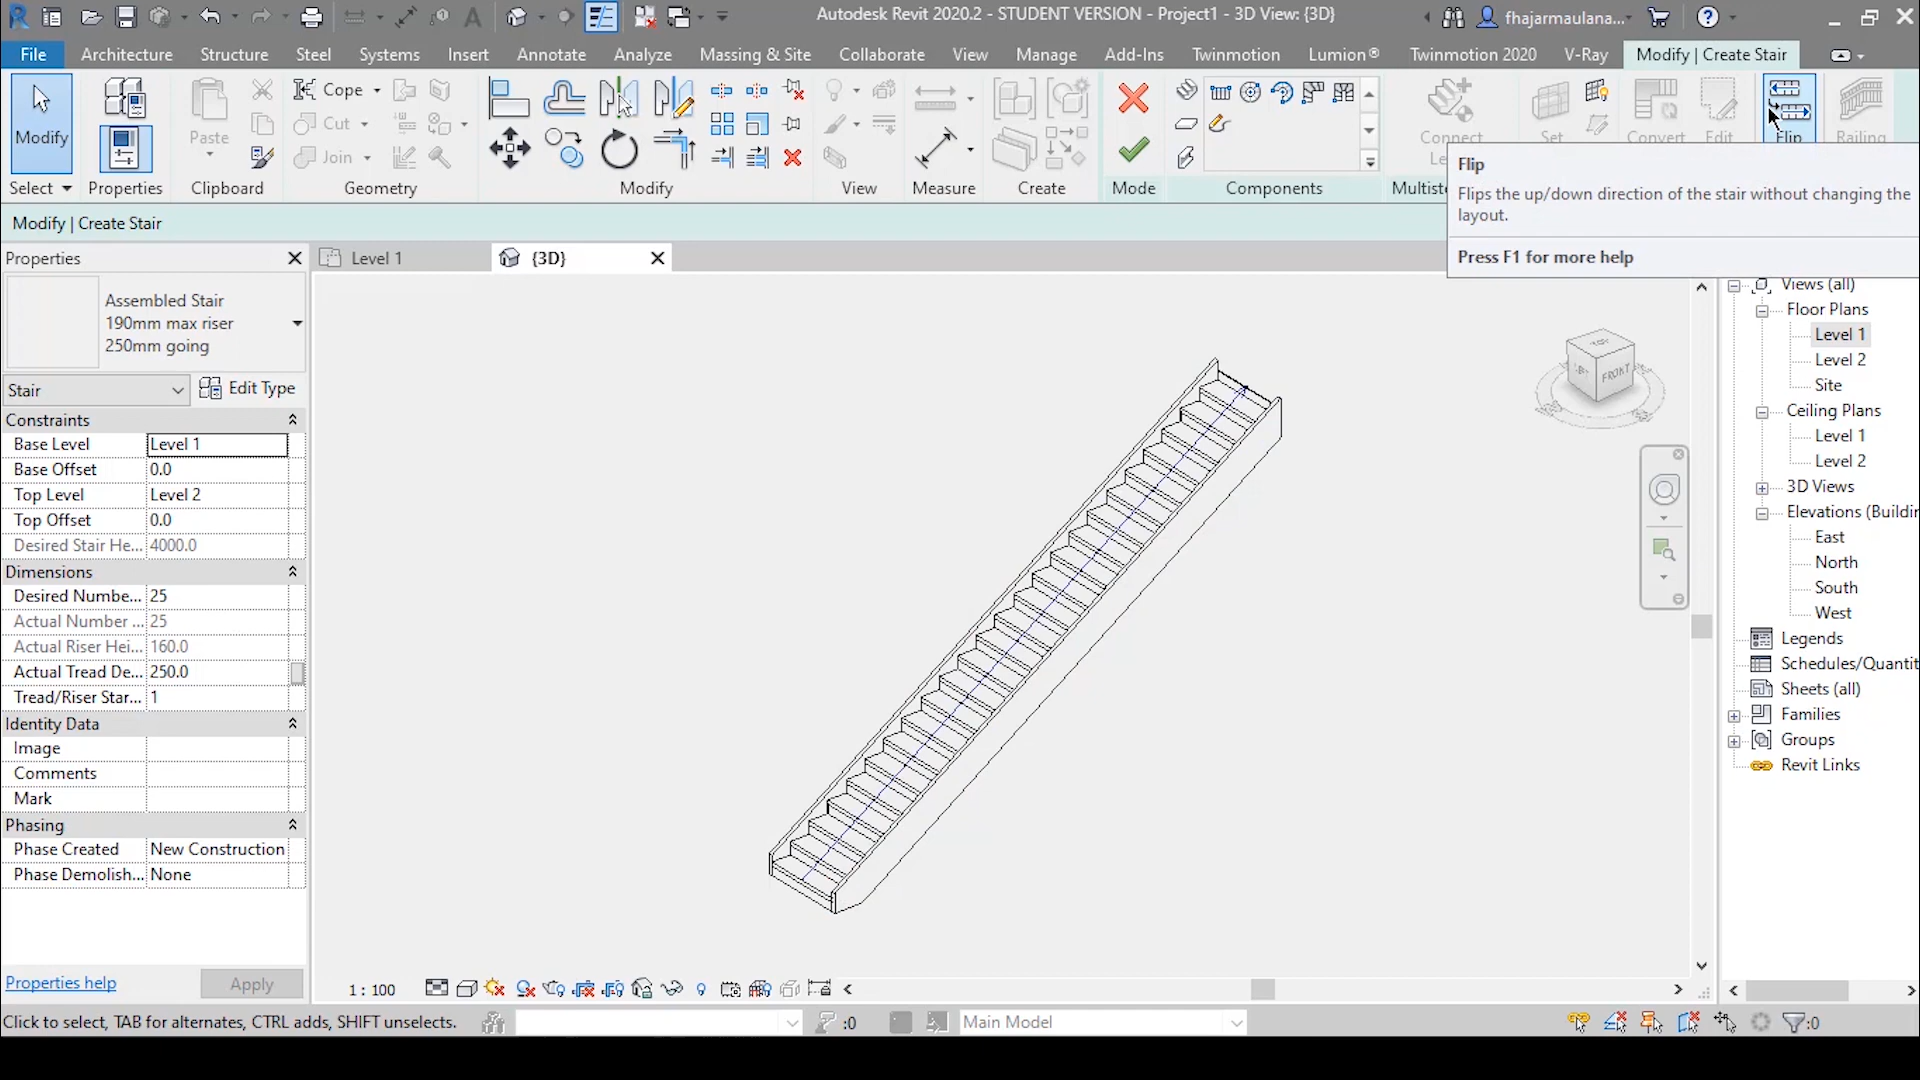 Autodesk Revit 2020.2 - STUDENT VERSION - Project1 - 3D View: {3D}
fhajarmaulana...
File Architecture Structure Steel Systems Insert Annotate Analyze Massing & Site Collaborate View Manage Add-Ins Twinmotion Lumion® Twinmotion 2020 V-Ray Modify | Create Stair
Modify
Paste
Cope
Cut
Join
Connect
Set
Convert
Edit
Flip
Railing
Select Properties Clipboard Geometry Modify View Measure Create Mode Components
Flip
Flips the up/down direction of the stair without changing the
layout.
Press F1 for more help
Modify | Create Stair
Properties
Level 1
{3D}
Assembled Stair
190mm max riser
250mm going
Stair
Edit Type
Constraints
Base Level Level 1
Base Offset 0.0
Top Level Level 2
Top Offset 0.0
Desired Stair He... 4000.0
Dimensions
Desired Numbe... 25
Actual Number ... 25
Actual Riser Hei... 160.0
Actual Tread De... 250.0
Tread/Riser Star... 1
Identity Data
Image
Comments
Mark
Phasing
Phase Created New Construction
Phase Demolish... None
Properties help
Apply
TOP
FRONT
Views (all)
Floor Plans
Level 1
Level 2
Site
Ceiling Plans
Level 1
Level 2
3D Views
Elevations (Buildin
East
North
South
West
Legends
Schedules/Quantit
Sheets (all)
Families
Groups
Revit Links
1 : 100
Click to select, TAB for alternates, CTRL adds, SHIFT unselects.
:0
Main Model
:0